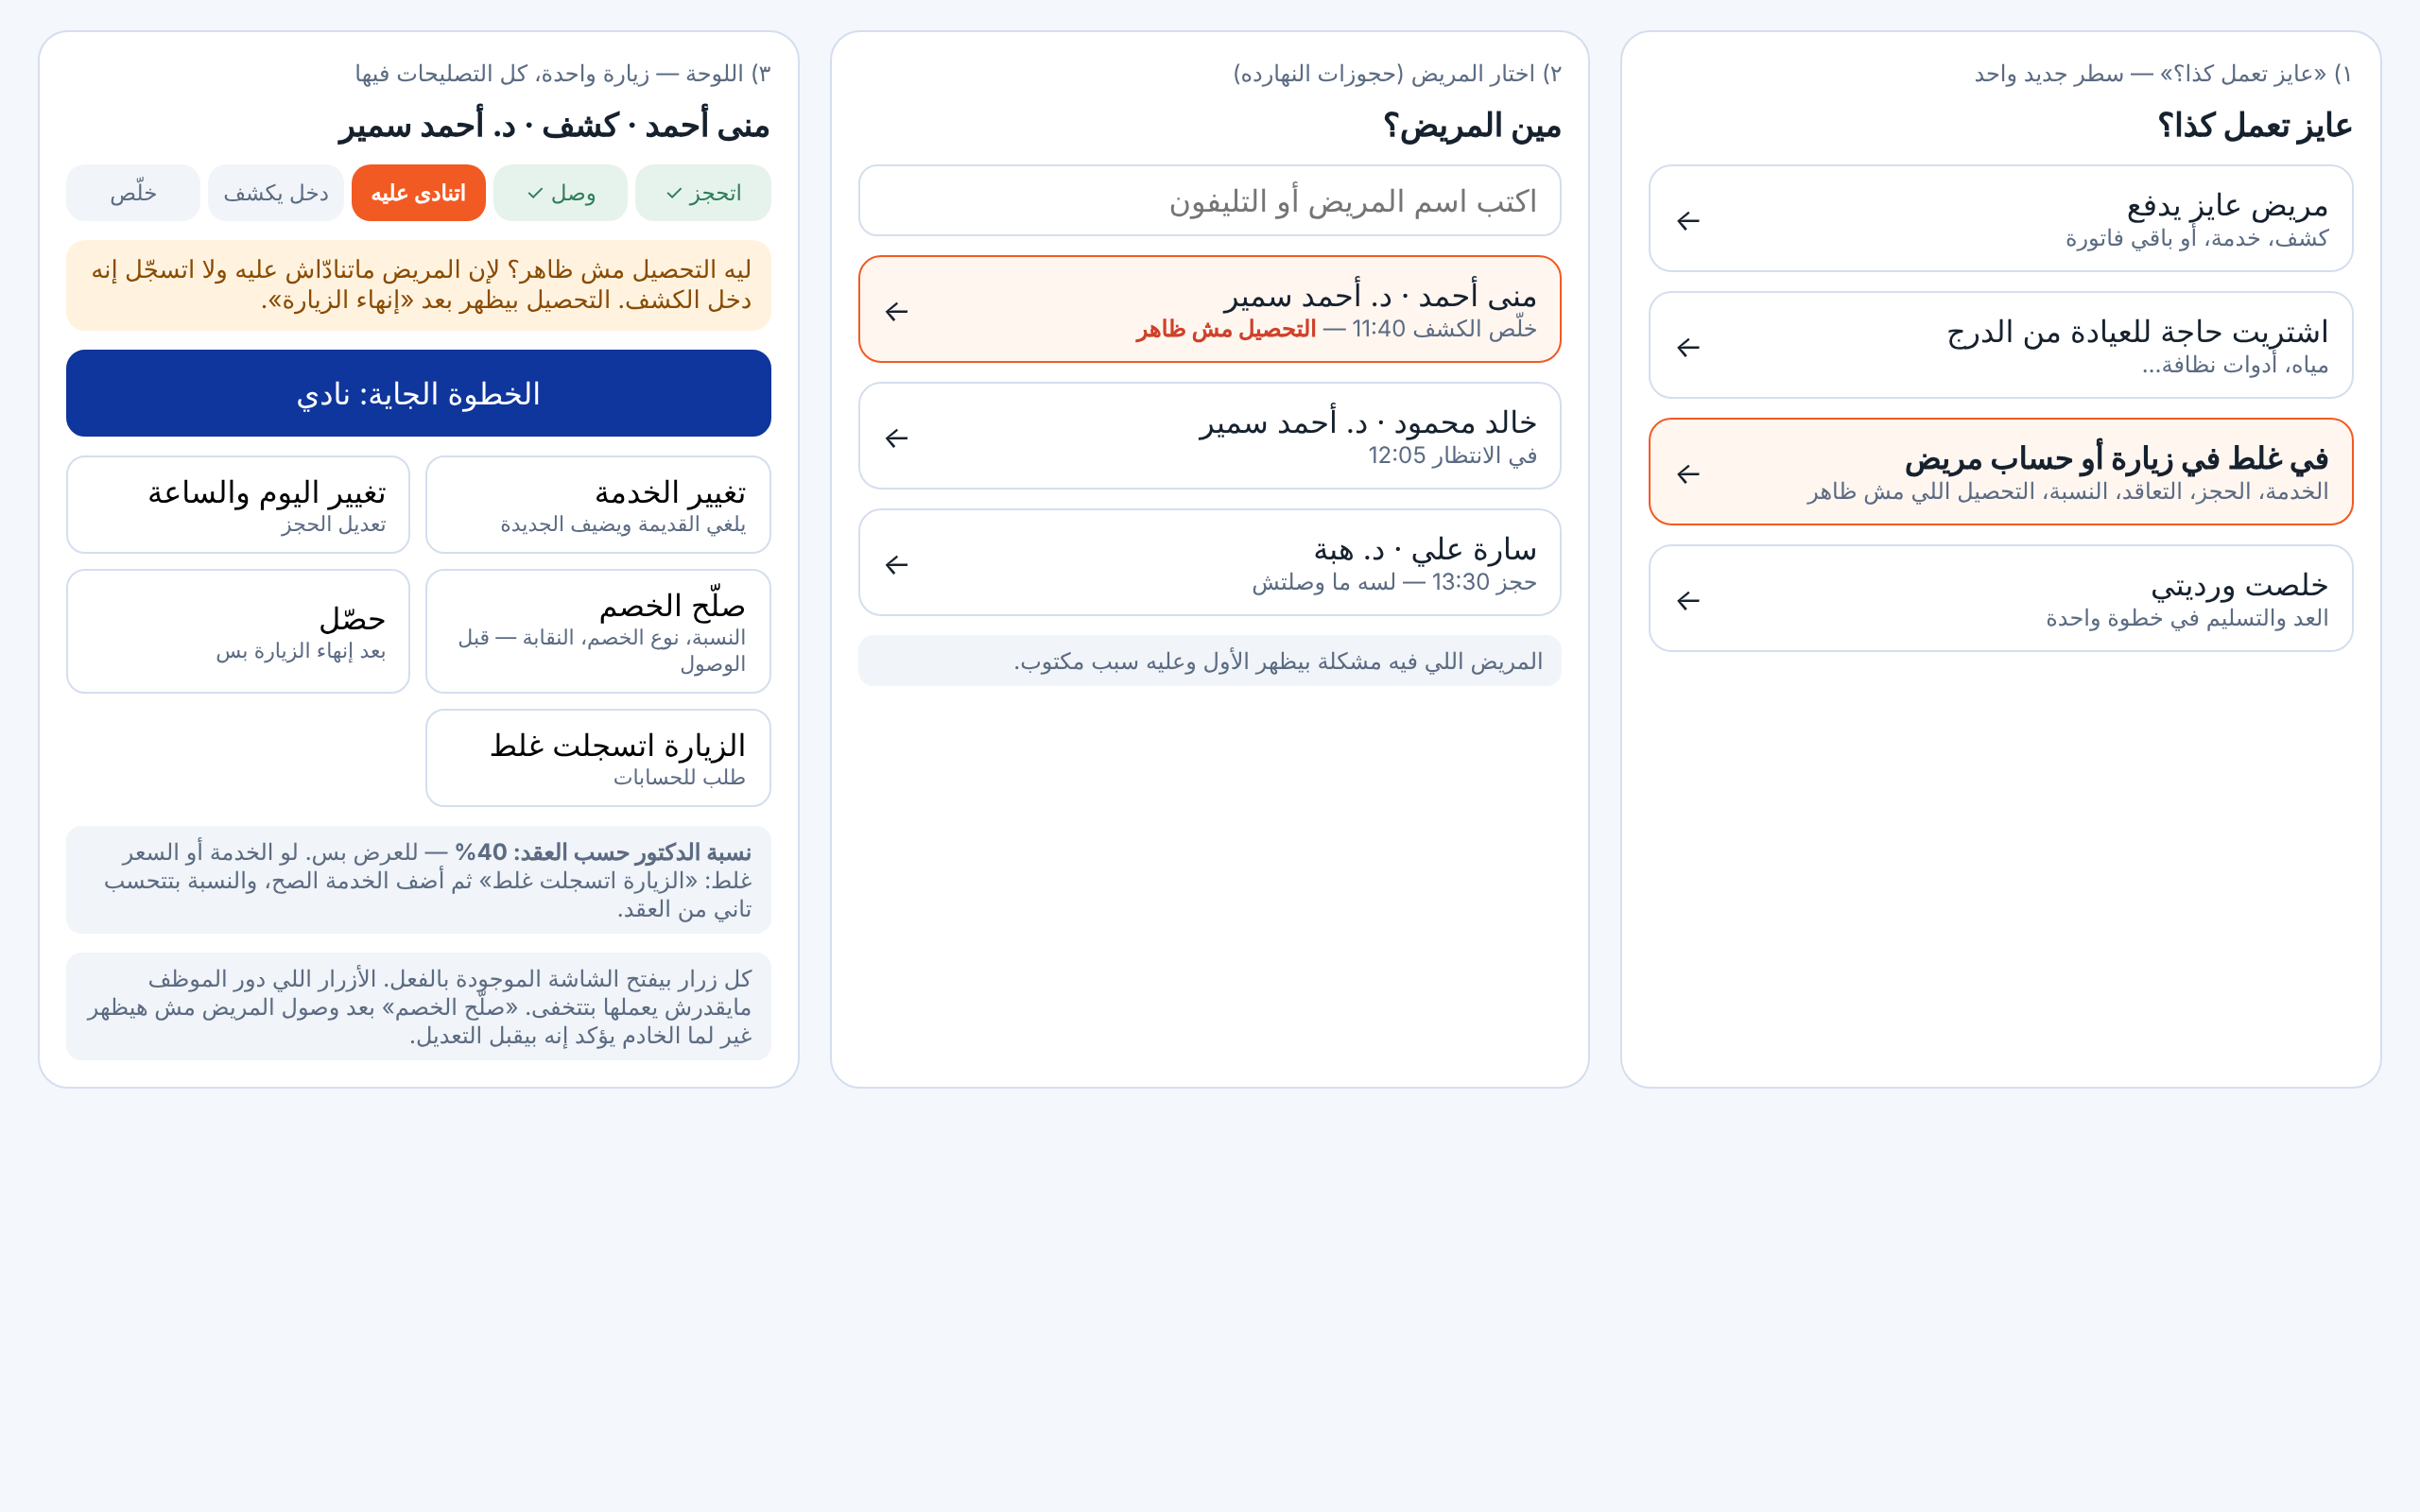 ١) «عايز تعمل كذا؟» — سطر جديد واحد
عايز تعمل كذا؟
مريض عايز يدفع
كشف، خدمة، أو باقي فاتورة
←
اشتريت حاجة للعيادة من الدرج
مياه، أدوات نظافة...
←
في غلط في زيارة أو حساب مريض
الخدمة، الحجز، التعاقد، النسبة، التحصيل اللي مش ظاهر
←
خلصت ورديتي
العد والتسليم في خطوة واحدة
←
٢) اختار المريض (حجوزات النهارده)
مين المريض؟
اكتب اسم المريض أو التليفون
منى أحمد · د. أحمد سمير
خلّص الكشف 11:40 — التحصيل مش ظاهر
←
خالد محمود · د. أحمد سمير
في الانتظار 12:05
←
سارة علي · د. هبة
حجز 13:30 — لسه ما وصلتش
←
المريض اللي فيه مشكلة بيظهر الأول وعليه سبب مكتوب.
٣) اللوحة — زيارة واحدة، كل التصليحات فيها
منى أحمد · كشف · د. أحمد سمير
اتحجز ✓
وصل ✓
اتنادى عليه
دخل يكشف
خلّص
ليه التحصيل مش ظاهر؟ لإن المريض ماتنادّاش عليه ولا اتسجّل إنه
دخل الكشف. التحصيل بيظهر بعد «إنهاء الزيارة».
الخطوة الجاية: نادي
تغيير الخدمة
يلغي القديمة ويضيف الجديدة
تغيير اليوم والساعة
تعديل الحجز
صلّح الخصم
النسبة، نوع الخصم، النقابة — قبل
الوصول
حصّل
بعد إنهاء الزيارة بس
الزيارة اتسجلت غلط
طلب للحسابات
نسبة الدكتور حسب العقد: 40% — للعرض بس. لو الخدمة أو السعر
غلط: «الزيارة اتسجلت غلط» ثم أضف الخدمة الصح، والنسبة بتتحسب
تاني من العقد.
كل زرار بيفتح الشاشة الموجودة بالفعل. الأزرار اللي دور الموظف
مايقدرش يعملها بتتخفى. «صلّح الخصم» بعد وصول المريض مش هيظهر
غير لما الخادم يؤكد إنه بيقبل التعديل.